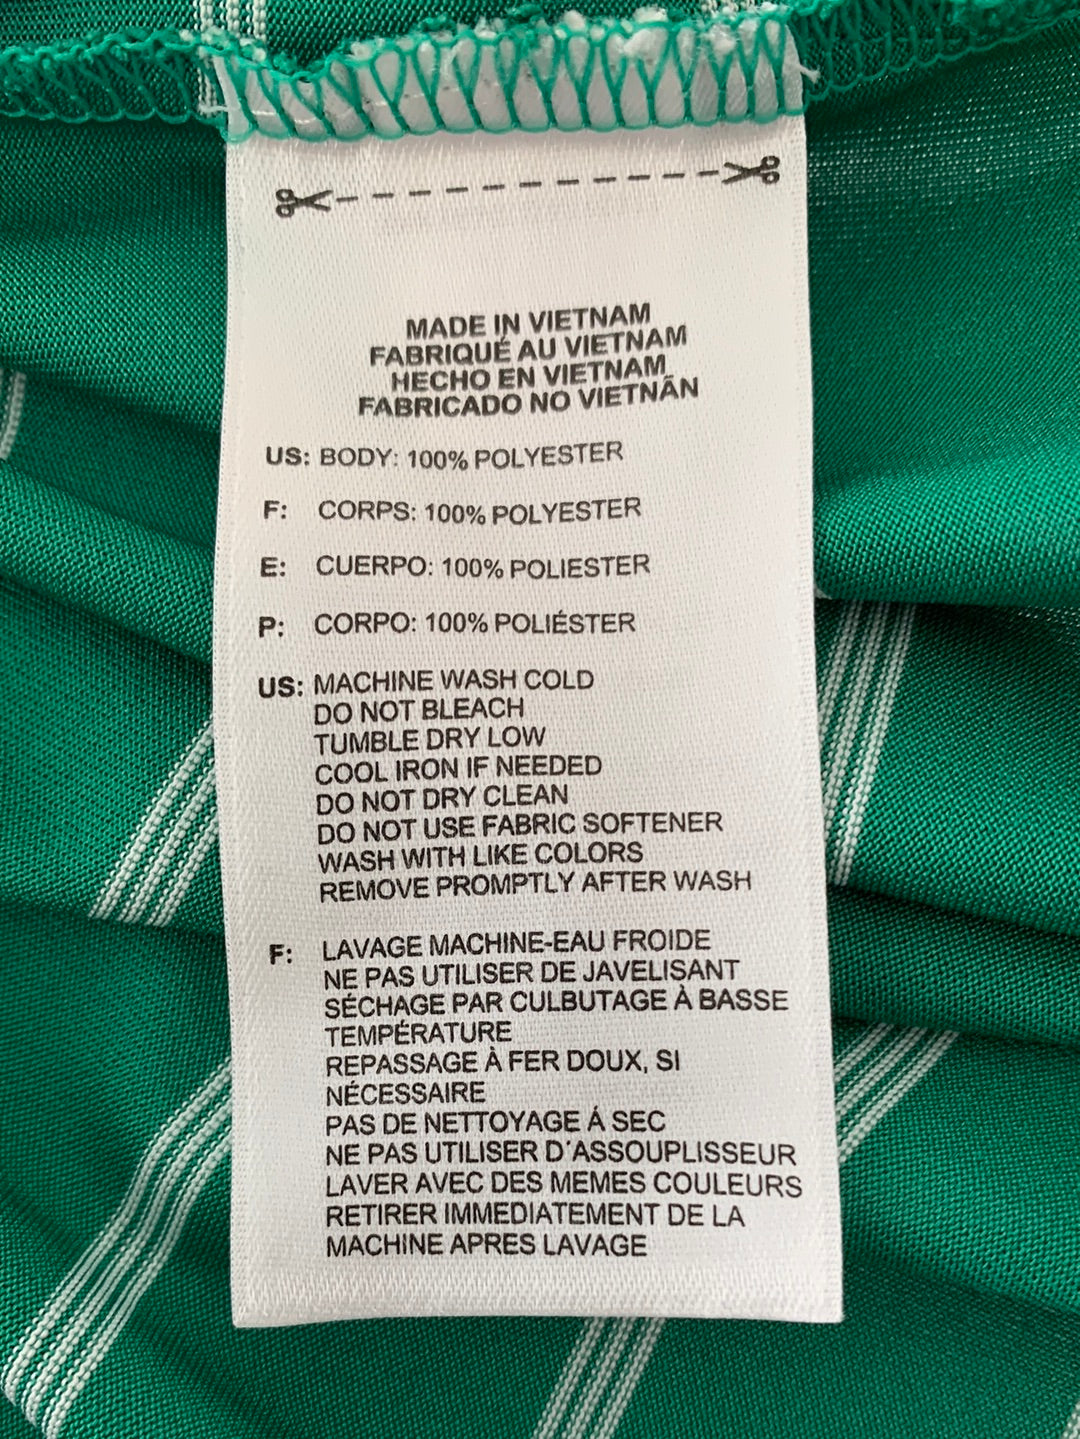 MADE IN VIETNAM
FABRIQUÉ AU VIETNAM
HECHO EN VIETNAM
FABRICADO NO VIETNÃN
US: BODY: 100% POLYESTER
F: CORPS: 100% POLYESTER
E: CUERPO: 100% POLIESTER
P: CORPO: 100% POLIÉSTER
US: MACHINE WASH COLD
DO NOT BLEACH
TUMBLE DRY LOW
COOL IRON IF NEEDED
DO NOT DRY CLEAN
DO NOT USE FABRIC SOFTENER
WASH WITH LIKE COLORS
REMOVE PROMPTLY AFTER WASH
F: LAVAGE MACHINE-EAU FROIDE
NE PAS UTILISER DE JAVELISANT
SÉCHAGE PAR CULBUTAGE À BASSE
TEMPÉRATURE
REPASSAGE À FER DOUX, SI
NÉCESSAIRE
PAS DE NETTOYAGE Á SEC
NE PAS UTILISER D'ASSOUPLISSEUR
LAVER AVEC DES MEMES COULEURS
RETIRER IMMEDIATEMENT DE LA
MACHINE APRES LAVAGE